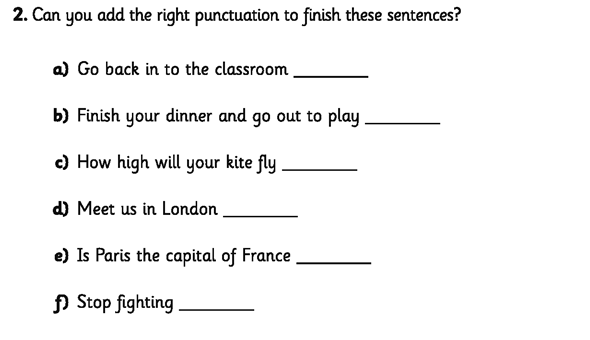 2. Can you add the right punctuation to finish these sentences?
a) Go back in to the classroom ________
b) Finish your dinner and go out to play ________
c) How high will your kite fly ________
d) Meet us in London ________
e) Is Paris the capital of France ________
f) Stop fighting ________